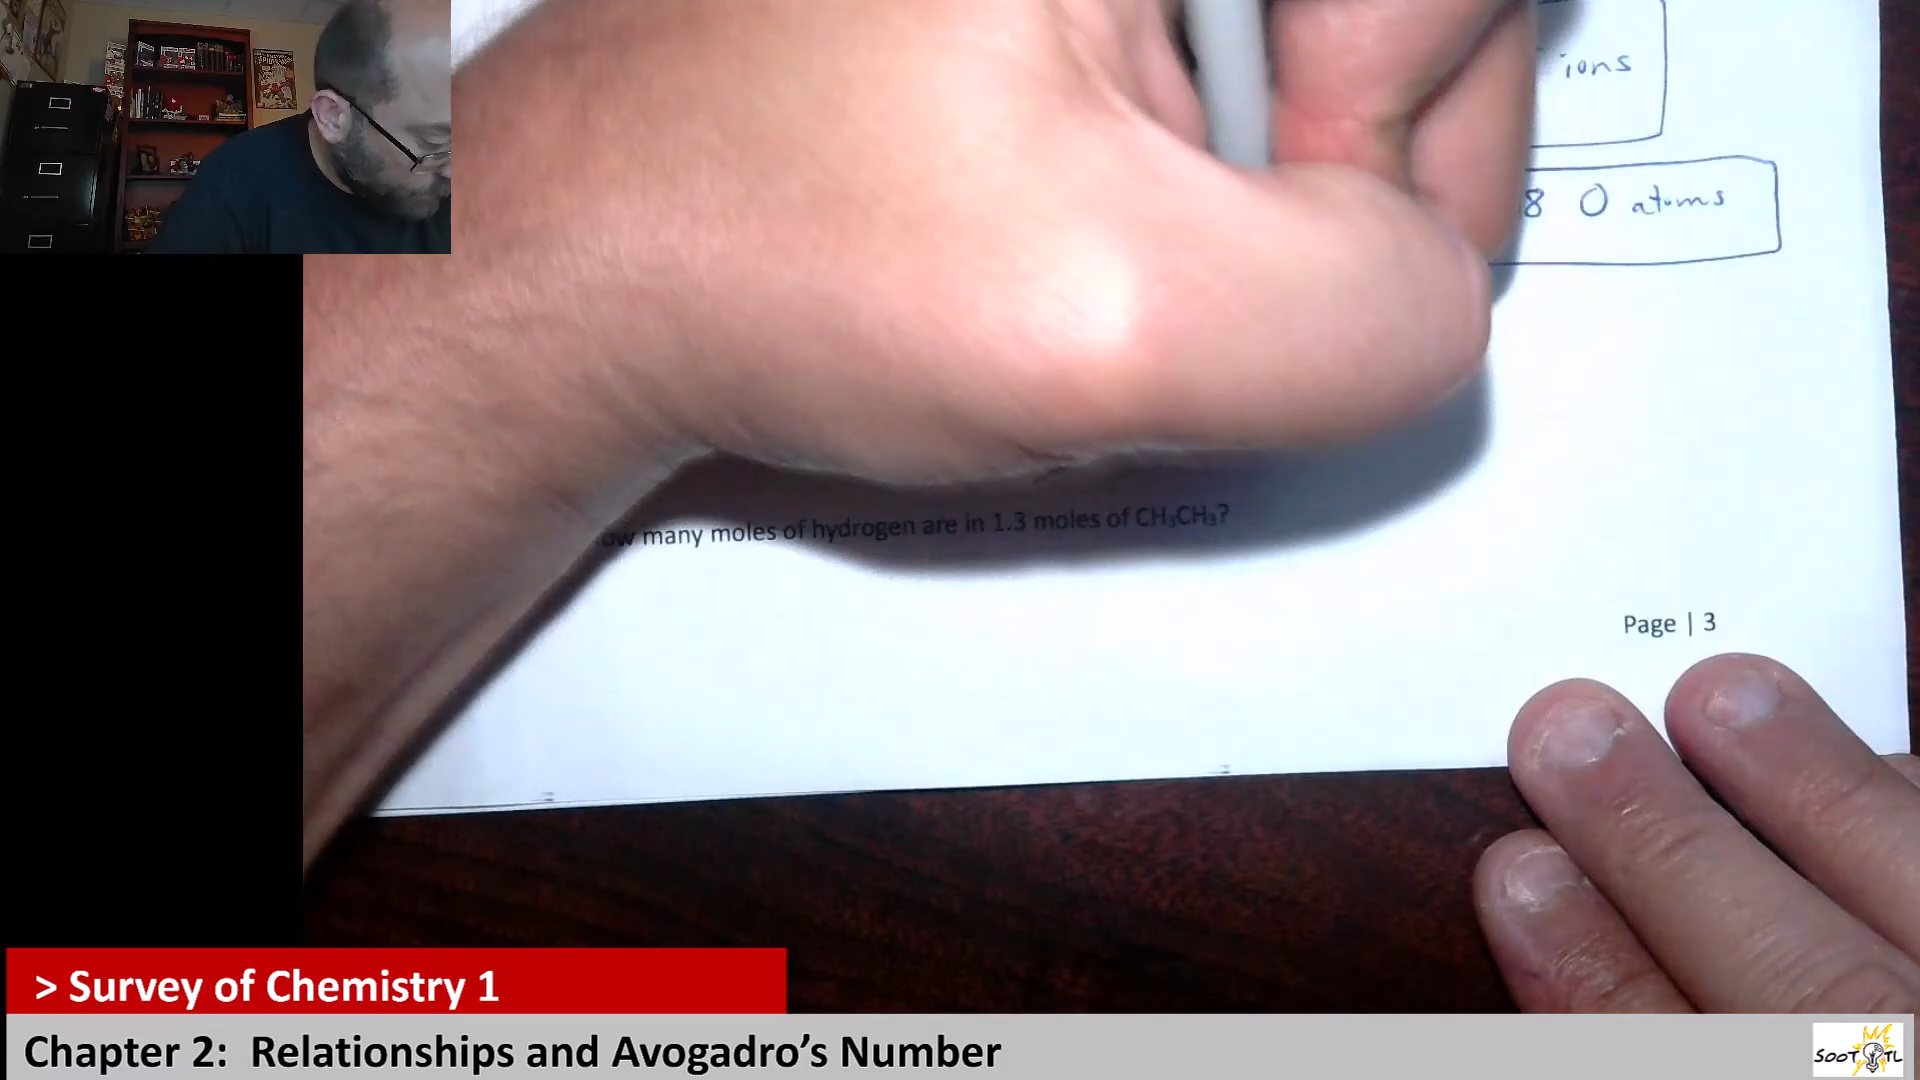 ions
8 O atoms
ow many moles of hydrogen are in 1.3 moles of CH₃CH₃?
Page | 3
> Survey of Chemistry 1
Chapter 2: Relationships and Avogadro's Number
SOOTTL